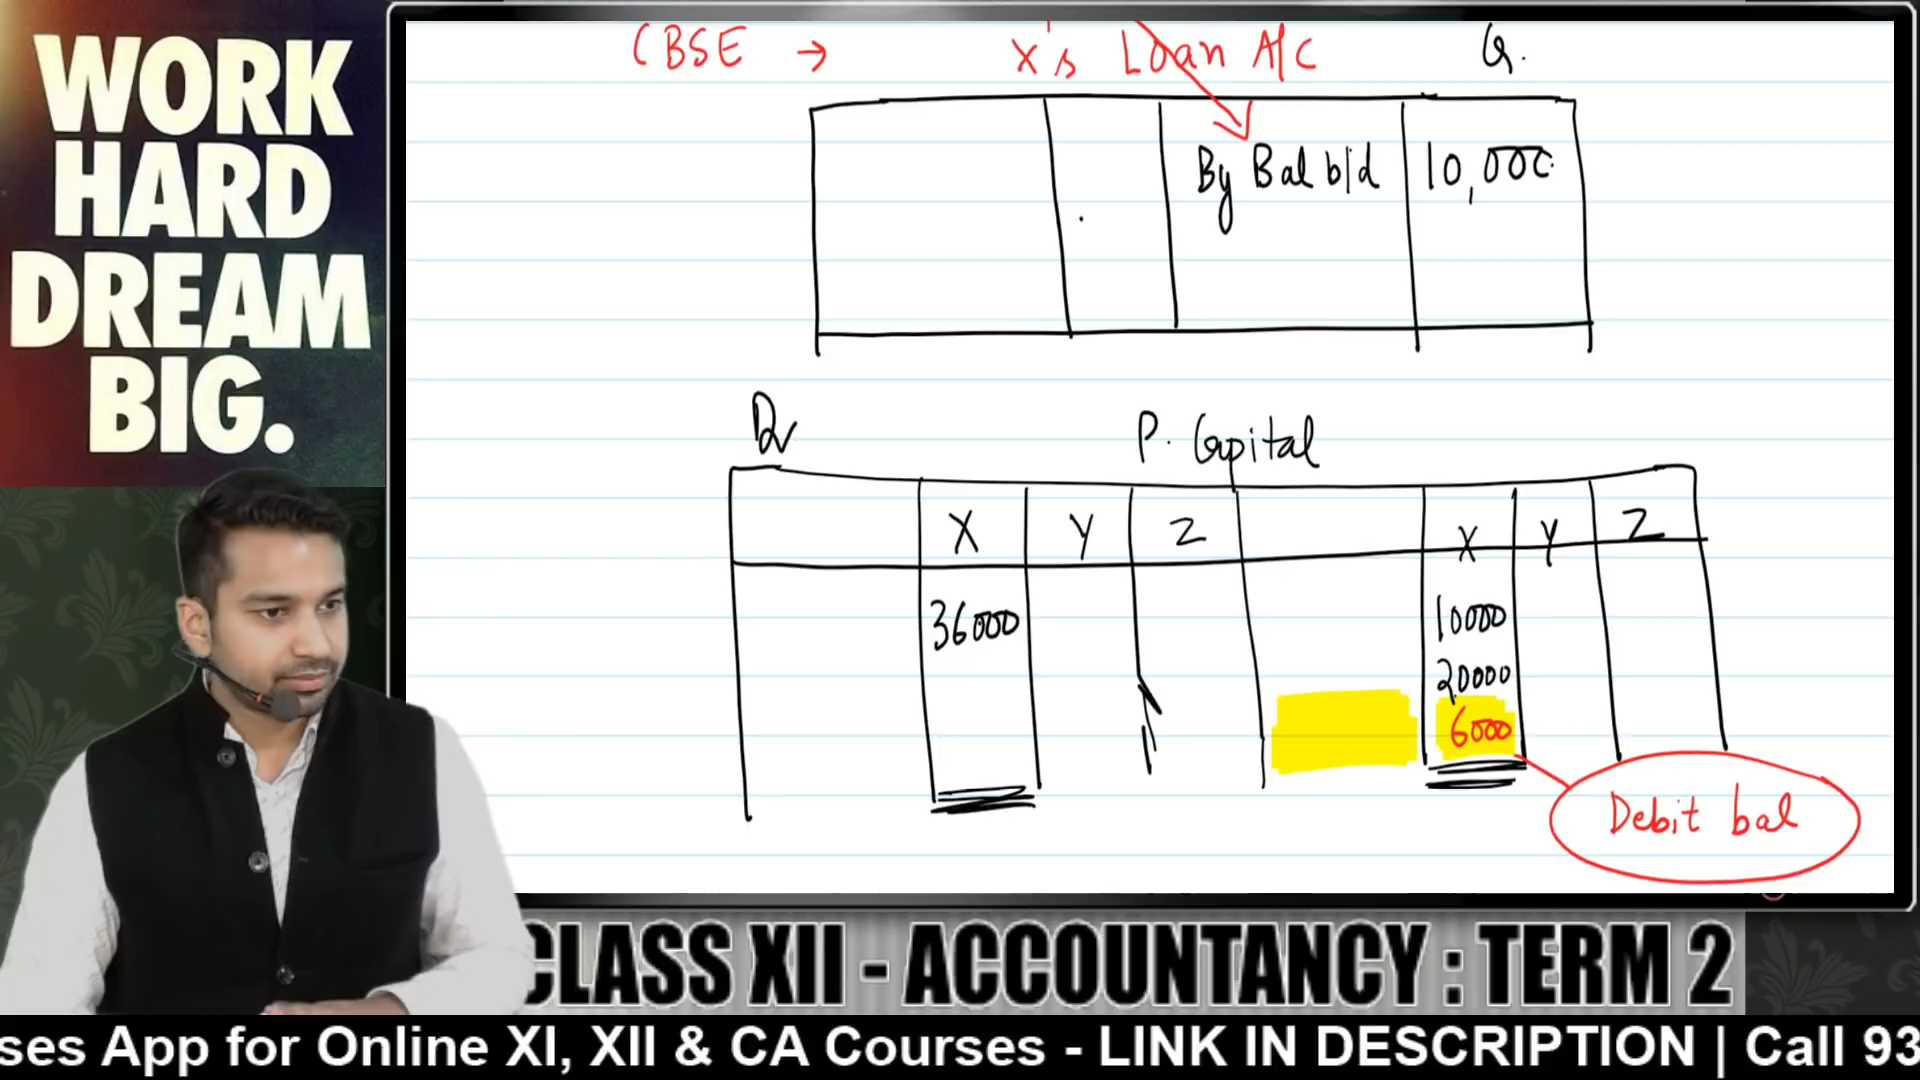 WORK
HARD
DREAM
BIG.
CBSE → X's Loan A/C Cr.
By Bal b/d 10,000
Dr P. Capital
X Y Z X Y Z
36000 10000
20000
6000
Debit bal
CLASS XII - ACCOUNTANCY : TERM 2
ses App for Online XI, XII & CA Courses - LINK IN DESCRIPTION | Call 93